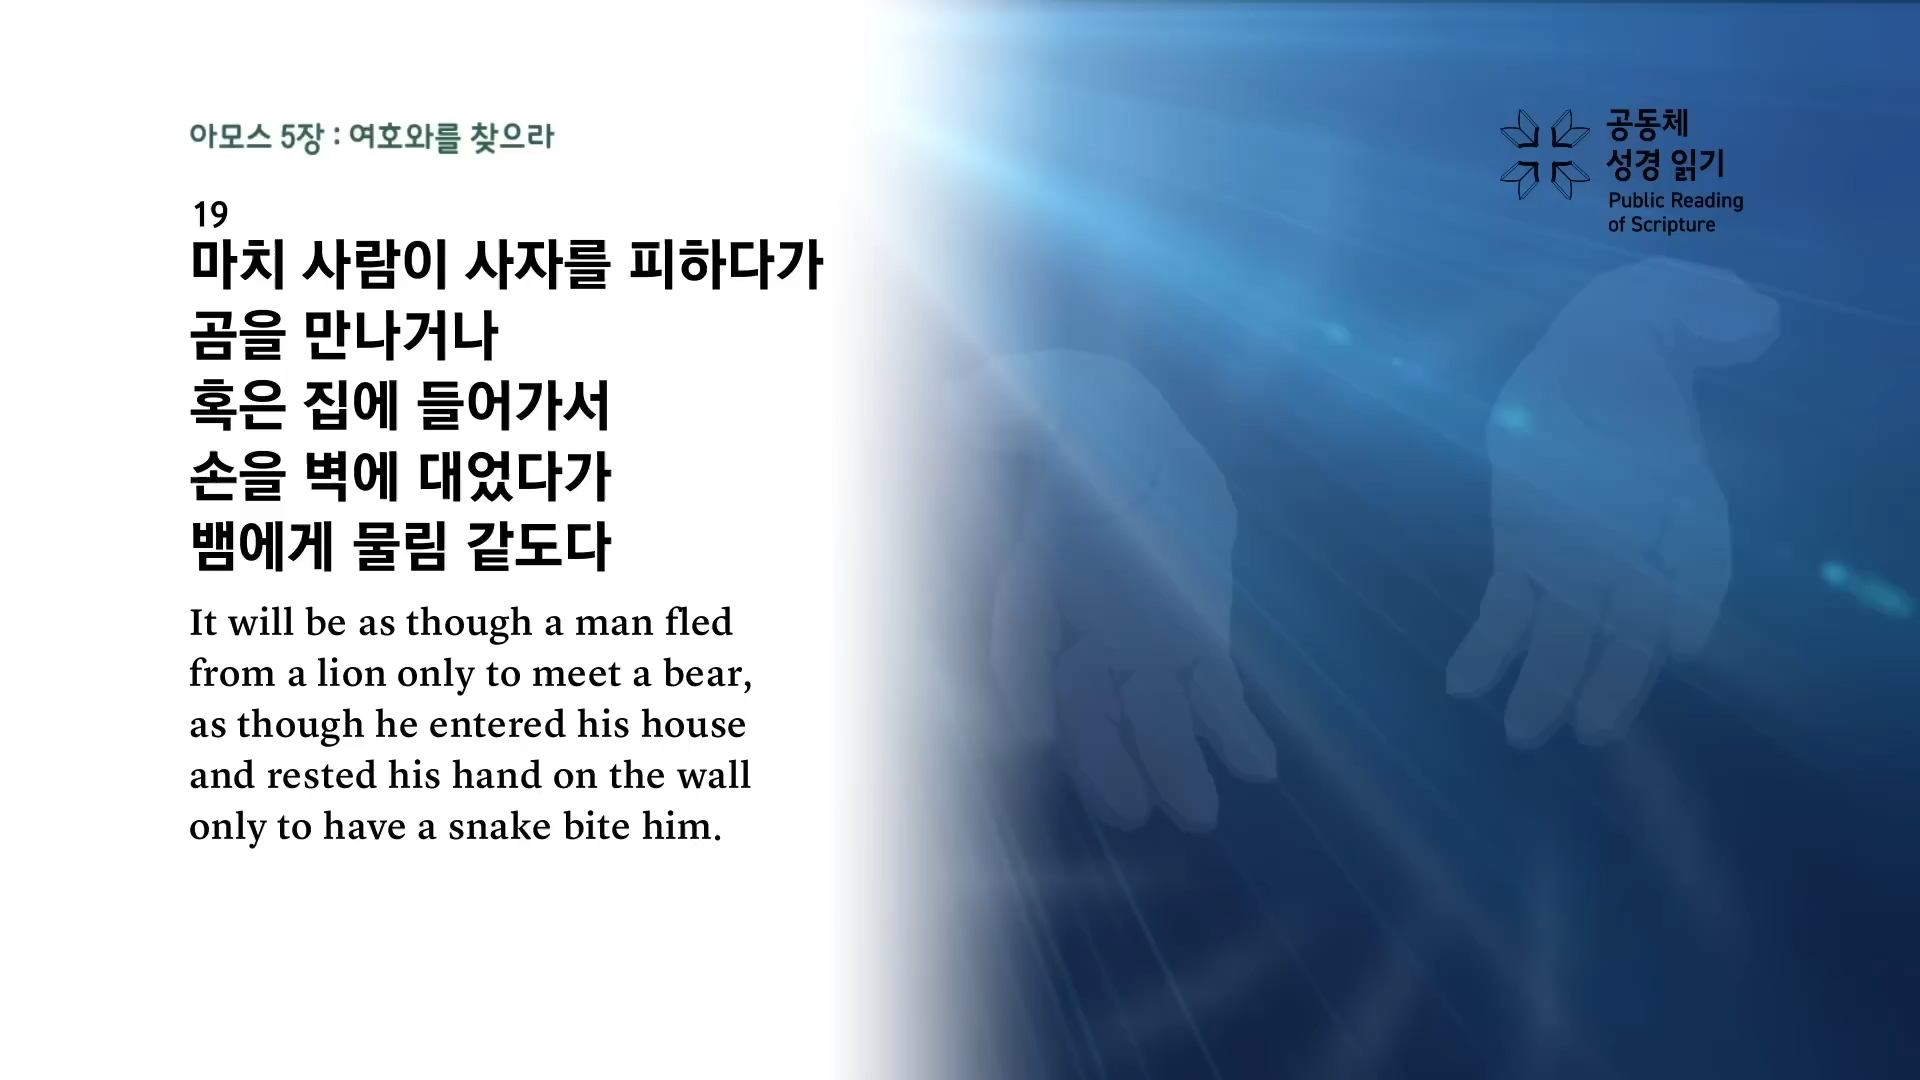 아모스 5장 : 여호와를 찾으라
19
마치 사람이 사자를 피하다가
곰을 만나거나
혹은 집에 들어가서
손을 벽에 대었다가
뱀에게 물림 같도다
It will be as though a man fled
from a lion only to meet a bear,
as though he entered his house
and rested his hand on the wall
only to have a snake bite him.
공동체
성경 읽기
Public Reading
of Scripture